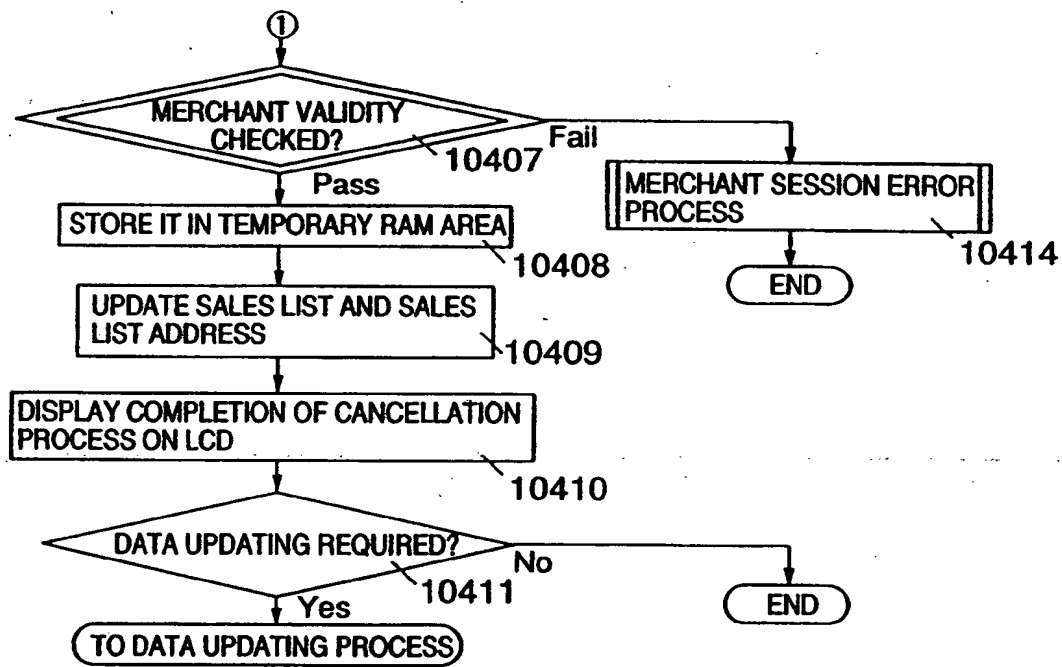 1
MERCHANT VALIDITY
CHECKED?
10407
Fail
Pass
MERCHANT SESSION ERROR
PROCESS
10414
END
STORE IT IN TEMPORARY RAM AREA
10408
UPDATE SALES LIST AND SALES
LIST ADDRESS
10409
DISPLAY COMPLETION OF CANCELLATION
PROCESS ON LCD
10410
DATA UPDATING REQUIRED?
10411
No
END
Yes
TO DATA UPDATING PROCESS